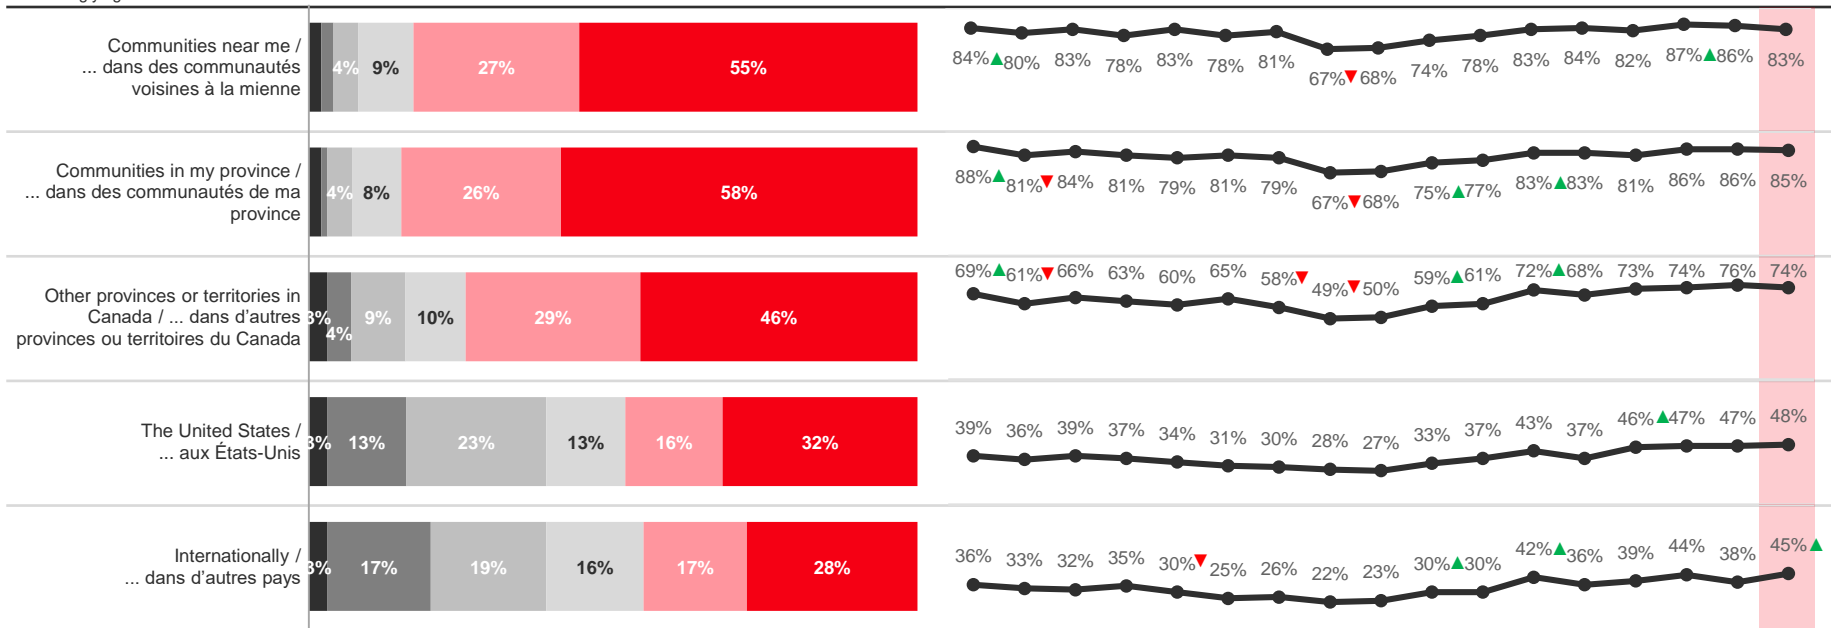 Communities near me /
... dans des communautés
voisines à la mienne
4% 9% 27% 55%
84% 80% 83% 78% 83% 78% 81% 67% 68% 74% 78% 83% 84% 82% 87% 86% 83%
Communities in my province /
... dans des communautés de ma
province
4% 8% 26% 58%
88% 81% 84% 81% 79% 81% 79% 67% 68% 75% 77% 83% 83% 81% 86% 86% 85%
Other provinces or territories in
Canada / ... dans d'autres
provinces ou territoires du Canada
3% 4% 9% 10% 29% 46%
69% 61% 66% 63% 60% 65% 58% 49% 50% 59% 61% 72% 68% 73% 74% 76% 74%
The United States /
... aux États-Unis
3% 13% 23% 13% 16% 32%
39% 36% 39% 37% 34% 31% 30% 28% 27% 33% 37% 43% 37% 46% 47% 47% 48%
Internationally /
... dans d'autres pays
3% 17% 19% 16% 17% 28%
36% 33% 32% 35% 30% 25% 26% 22% 23% 30% 30% 42% 36% 39% 44% 38% 45%